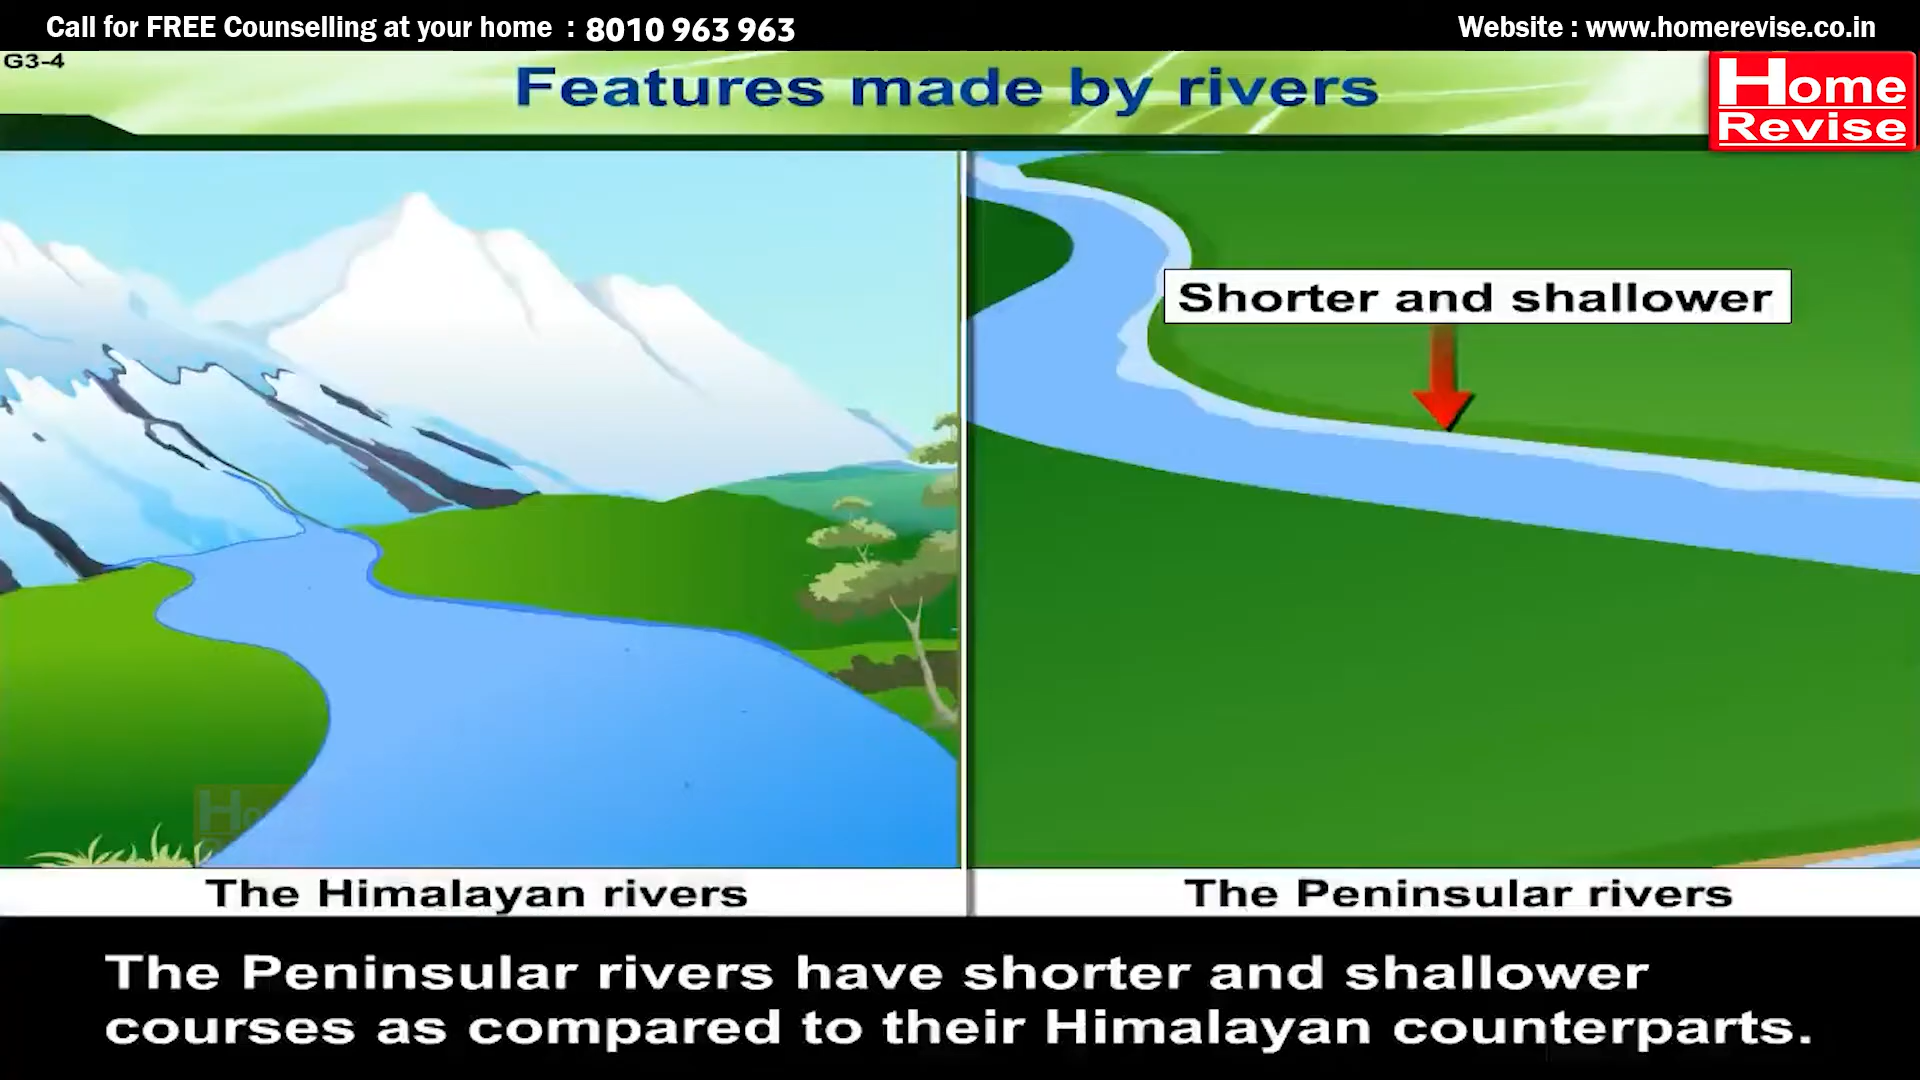 Call for FREE Counselling at your home : 8010 963 963
Website : www.homerevise.co.in
G3-4
Features made by rivers
Home
Revise
Shorter and shallower
The Himalayan rivers
The Peninsular rivers
The Peninsular rivers have shorter and shallower
courses as compared to their Himalayan counterparts.